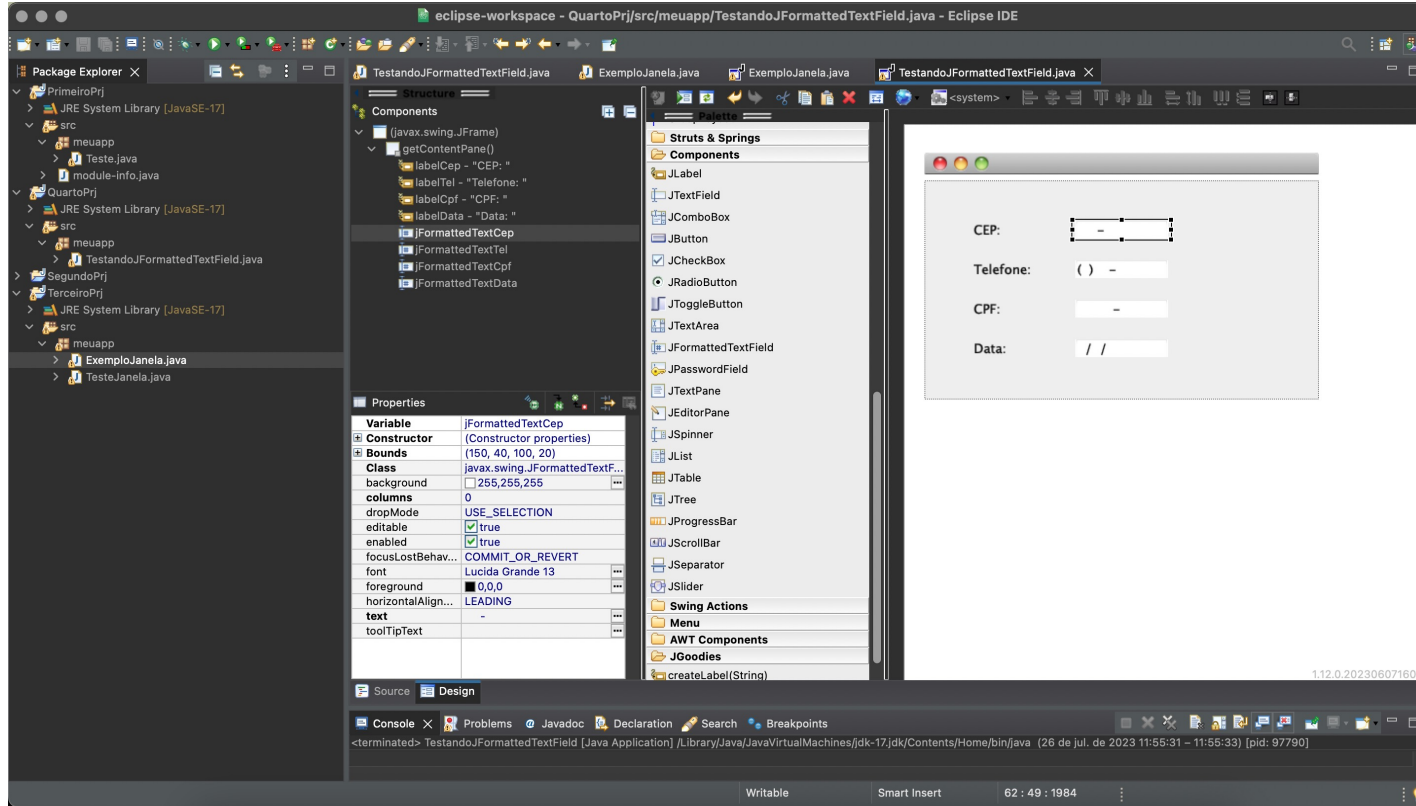 eclipse-workspace - QuartoPrj/src/meuapp/TestandoJFormattedTextField.java - Eclipse IDE
Package Explorer
PrimeiroPrj
JRE System Library [JavaSE-17]
src
meuapp
Teste.java
module-info.java
QuartoPrj
JRE System Library [JavaSE-17]
src
meuapp
TestandoJFormattedTextField.java
SegundoPrj
TerceiroPrj
JRE System Library [JavaSE-17]
src
meuapp
ExemploJanela.java
TesteJanela.java
TestandoJFormattedTextField.java
ExemploJanela.java
ExemploJanela.java
TestandoJFormattedTextField.java
Structure
Components
(javax.swing.JFrame)
getContentPane()
labelCep - "CEP: "
labelTel - "Telefone: "
labelCpf - "CPF: "
labelData - "Data: "
jFormattedTextCep
jFormattedTextTel
jFormattedTextCpf
jFormattedTextData
Properties
Variable jFormattedTextCep
Constructor (Constructor properties)
Bounds (150, 40, 100, 20)
Class javax.swing.JFormattedTextF...
background 255,255,255
columns 0
dropMode USE_SELECTION
editable true
enabled true
focusLostBehav... COMMIT_OR_REVERT
font Lucida Grande 13
foreground 0,0,0
horizontalAlign... LEADING
text -
toolTipText
Source Design
<system>
Palette
Struts & Springs
Components
JLabel
JTextField
JComboBox
JButton
JCheckBox
JRadioButton
JToggleButton
JTextArea
JFormattedTextField
JPasswordField
JTextPane
JEditorPane
JSpinner
JList
JTable
JTree
JProgressBar
JScrollBar
JSeparator
JSlider
Swing Actions
Menu
AWT Components
JGoodies
createLabel(String)
CEP: -
Telefone: ( ) -
CPF: -
Data: / /
1.12.0.20230607160
Console Problems Javadoc Declaration Search Breakpoints
<terminated> TestandoJFormattedTextField [Java Application] /Library/Java/JavaVirtualMachines/jdk-17.jdk/Contents/Home/bin/java (26 de jul. de 2023 11:55:31 – 11:55:33) [pid: 97790]
Writable Smart Insert 62 : 49 : 1984